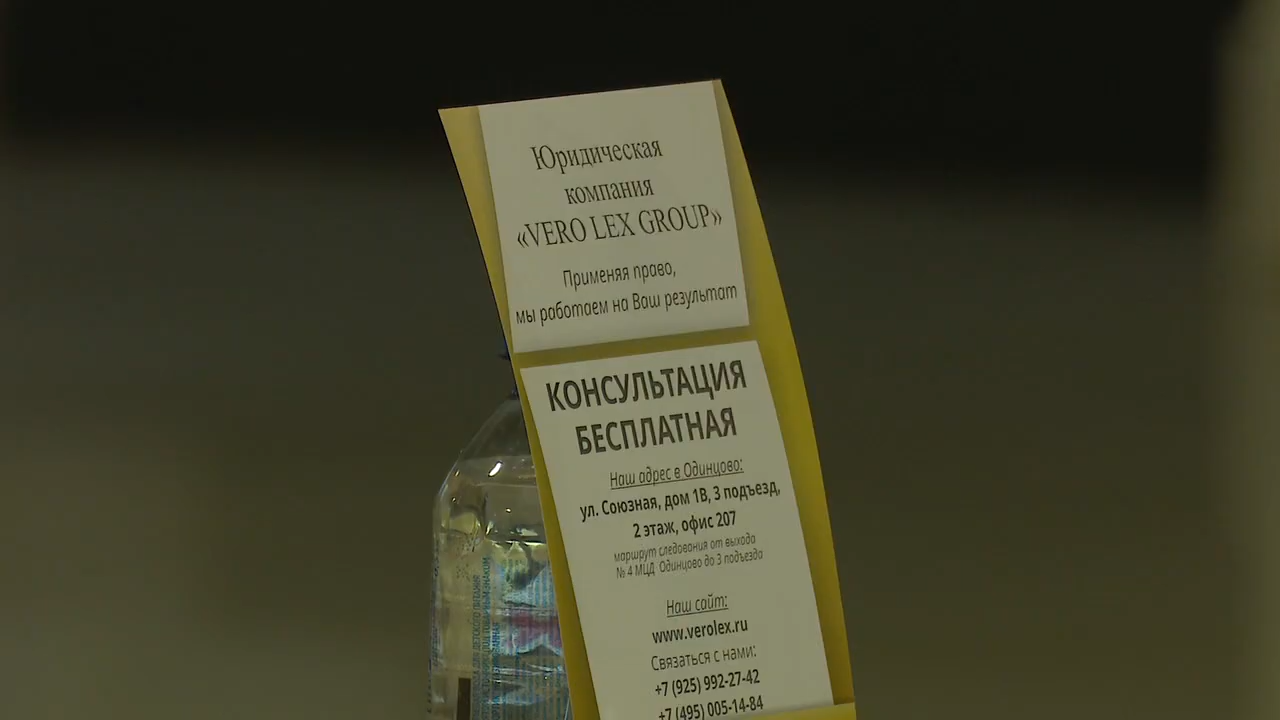 Юридическая
компания
«VERO LEX GROUP»
Применяя право,
мы работаем на Ваш результат
КОНСУЛЬТАЦИЯ
БЕСПЛАТНАЯ
Наш адрес в Одинцово:
ул. Союзная, дом 1В, 3 подъезд,
2 этаж, офис 207
маршрут следования от выхода
№ 4 МЦД Одинцово до 3 подъезда
Наш сайт:
www.verolex.ru
Связаться с нами:
+7 (925) 992-27-42
+7 (495) 005-14-84